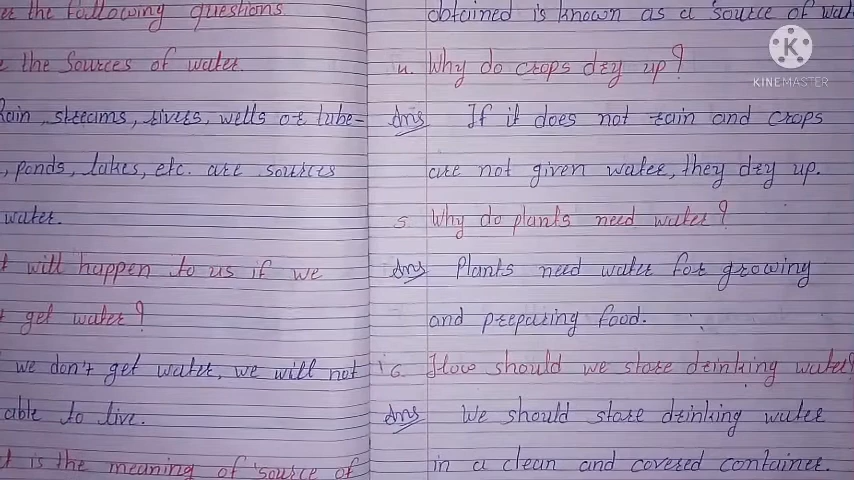 the following questions
the Sources of water.
Rain, streams, rivers, wells or tube-
, ponds, lakes, etc. are sources
water.
will happen to us if we
get water?
we don't get water, we will not
able to live.
is the meaning of 'source of
obtained is known as a 'source of wat
4. Why do crops dry up?
Ans If it does not rain and crops
are not given water, they dry up.
5 Why do plants need water?
Ans Plants need water for growing
and preparing food.
6. How should we store drinking water?
Ans We should store drinking water
in a clean and covered container.
K
KINEMASTER